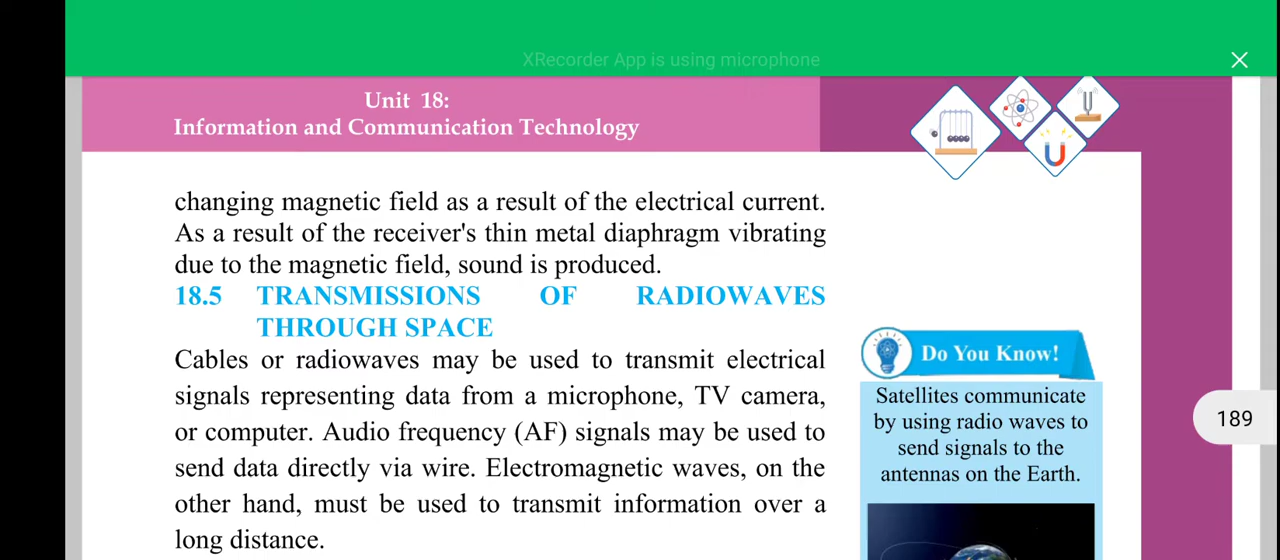 XRecorder App is using microphone
Unit 18:
Information and Communication Technology
changing magnetic field as a result of the electrical current.
As a result of the receiver's thin metal diaphragm vibrating
due to the magnetic field, sound is produced.
18.5 TRANSMISSIONS OF RADIOWAVES
THROUGH SPACE
Cables or radiowaves may be used to transmit electrical
signals representing data from a microphone, TV camera,
or computer. Audio frequency (AF) signals may be used to
send data directly via wire. Electromagnetic waves, on the
other hand, must be used to transmit information over a
long distance.
Do You Know!
Satellites communicate
by using radio waves to
send signals to the
antennas on the Earth.
189